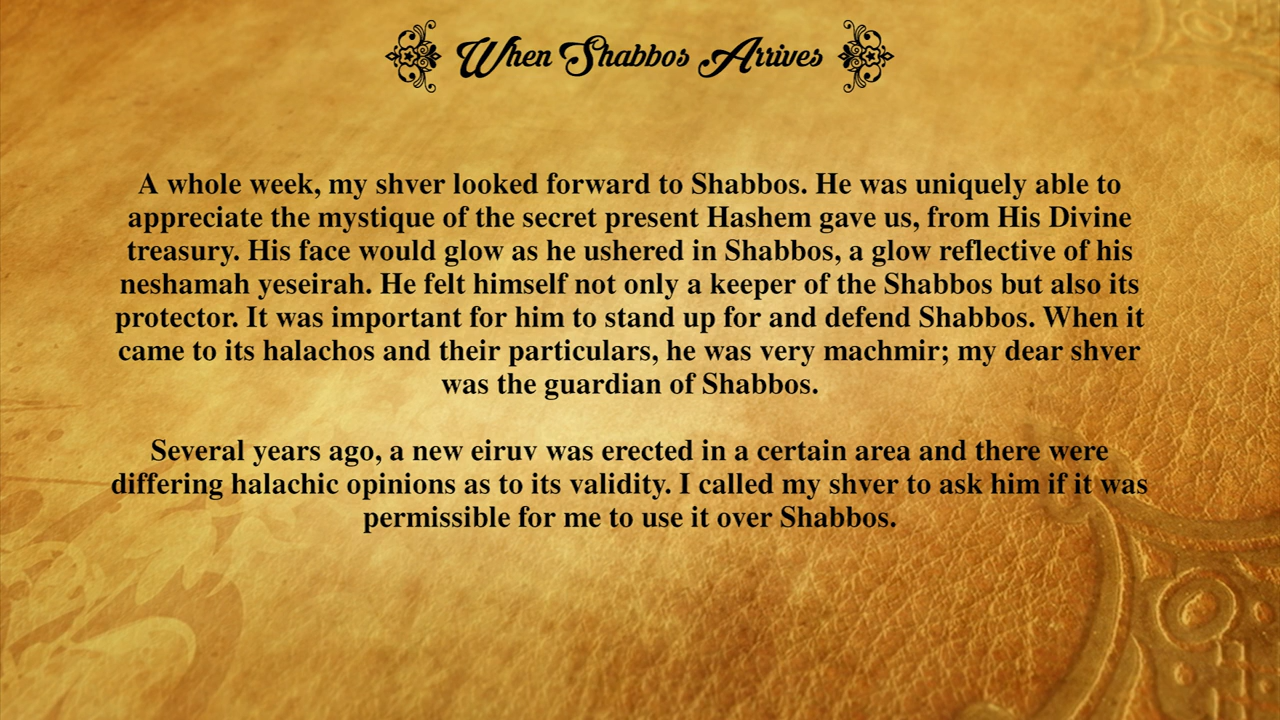 When Shabbos Arrives
A whole week, my shver looked forward to Shabbos. He was uniquely able to
appreciate the mystique of the secret present Hashem gave us, from His Divine
treasury. His face would glow as he ushered in Shabbos, a glow reflective of his
neshamah yeseirah. He felt himself not only a keeper of the Shabbos but also its
protector. It was important for him to stand up for and defend Shabbos. When it
came to its halachos and their particulars, he was very machmir; my dear shver
was the guardian of Shabbos.
Several years ago, a new eiruv was erected in a certain area and there were
differing halachic opinions as to its validity. I called my shver to ask him if it was
permissible for me to use it over Shabbos.